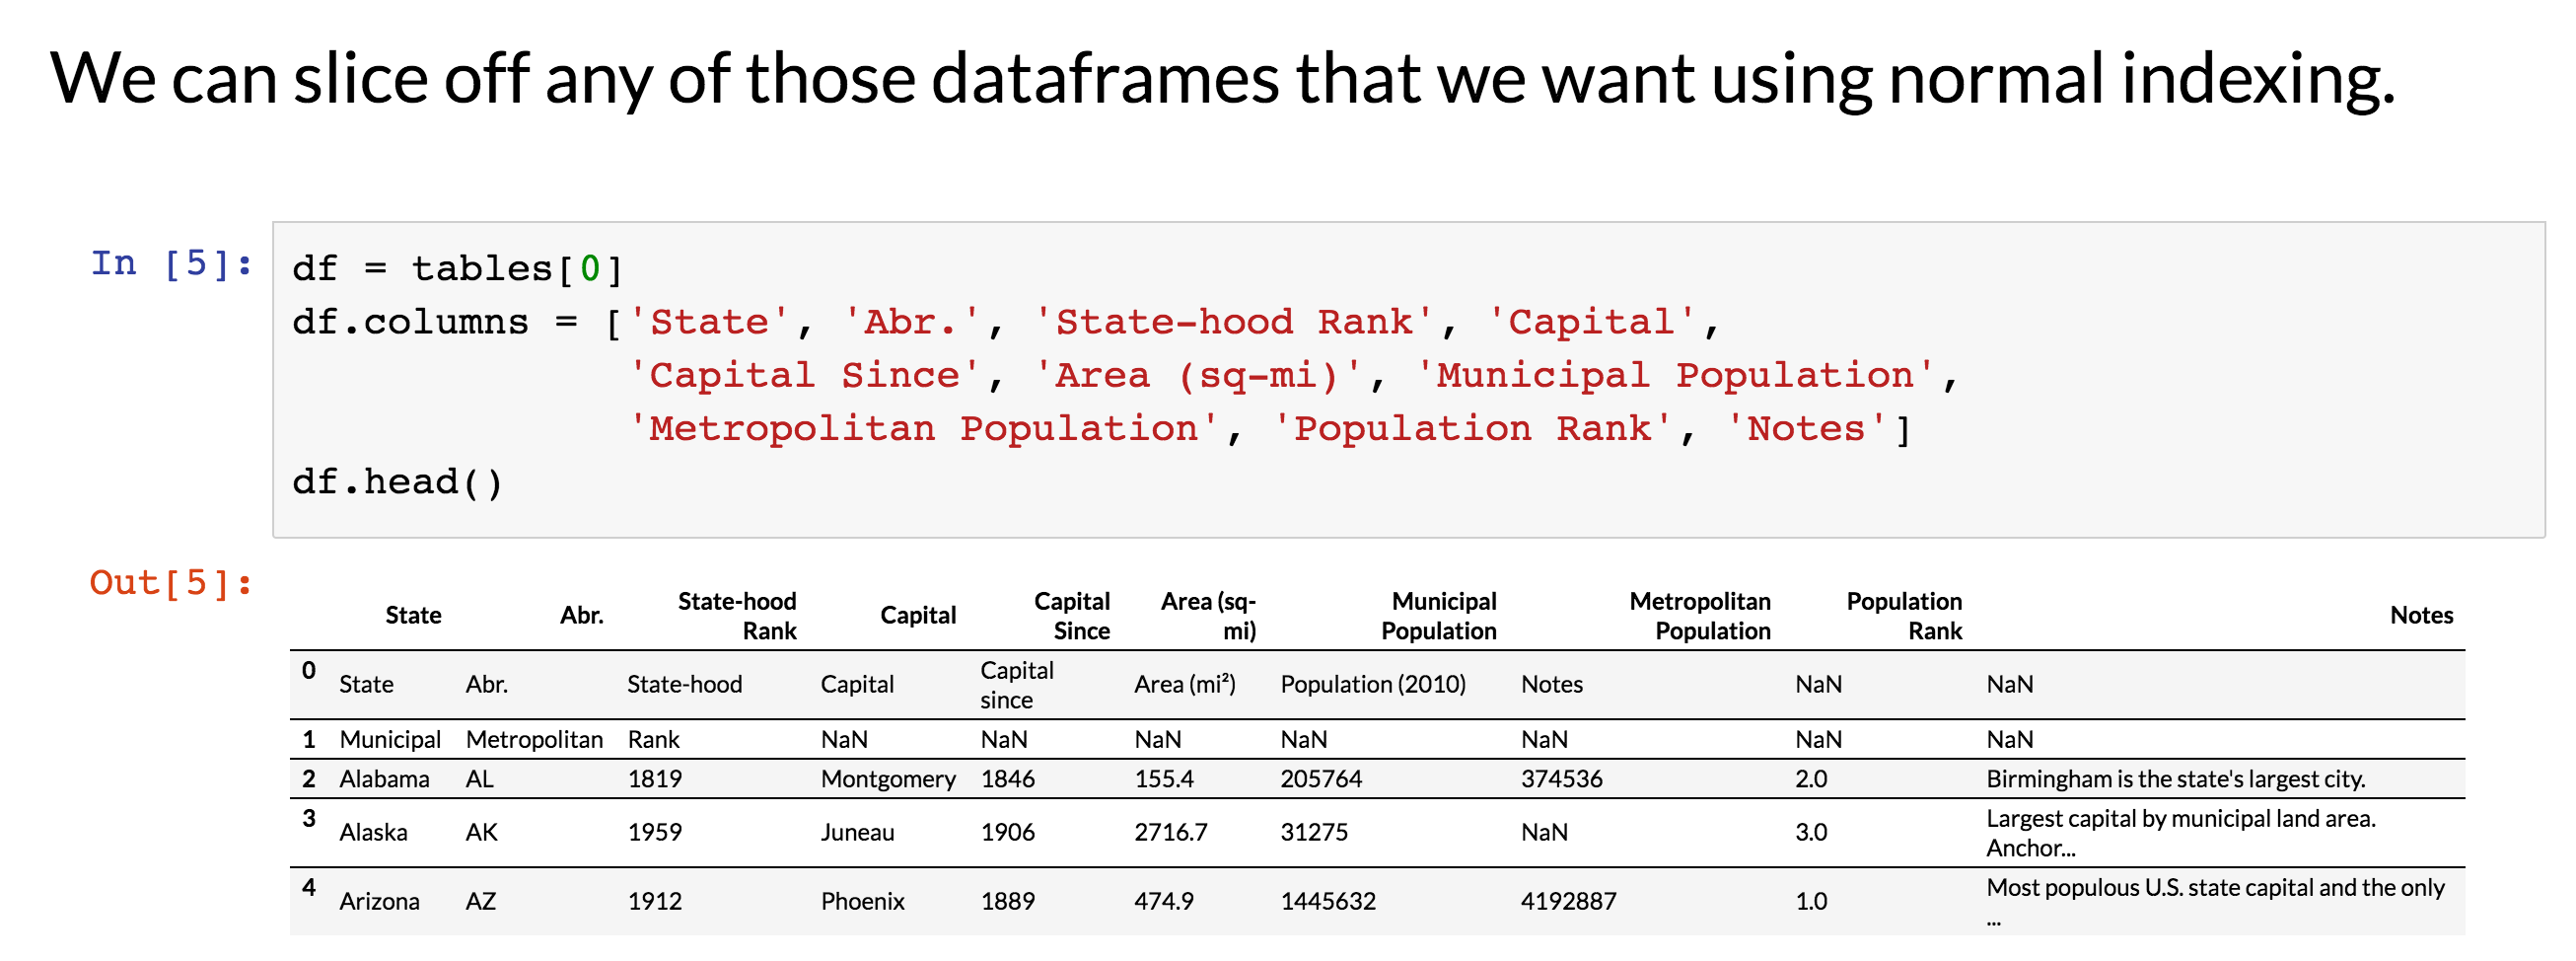 We can slice off any of those dataframes that we want using normal indexing.
In [5]:
df = tables[0]
df.columns = ['State', 'Abr.', 'State-hood Rank', 'Capital',
'Capital Since', 'Area (sq-mi)', 'Municipal Population',
'Metropolitan Population', 'Population Rank', 'Notes']
df.head()
Out[5]:
State Abr. State-hood Rank Capital Capital Since Area (sq-mi) Municipal Population Metropolitan Population Population Rank Notes
0 State Abr. State-hood Capital Capital since Area (mi²) Population (2010) Notes NaN NaN
1 Municipal Metropolitan Rank NaN NaN NaN NaN NaN NaN NaN
2 Alabama AL 1819 Montgomery 1846 155.4 205764 374536 2.0 Birmingham is the state's largest city.
3 Alaska AK 1959 Juneau 1906 2716.7 31275 NaN 3.0 Largest capital by municipal land area. Anchor...
4 Arizona AZ 1912 Phoenix 1889 474.9 1445632 4192887 1.0 Most populous U.S. state capital and the only ...